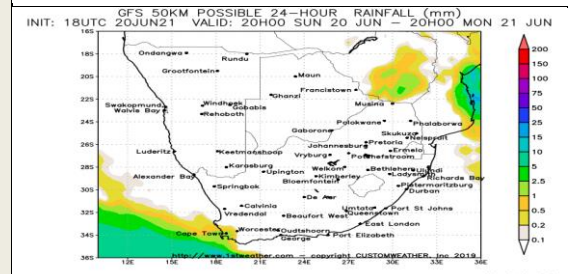 GFS 50KM POSSIBLE 24-HOUR RAINFALL (mm)
INIT: 18UTC 20JUN21 VALID: 20H00 SUN 20 JUN - 20H00 MON 21 JUN
16S
18S
20S
22S
24S
26S
28S
30S
32S
34S
36S
Ondangwa
Rundu
Grootfontein
Maun
Francistown
Ghanzi
Musina
Windhoek
Gobabis
Swakopmund
Walvis Bay
Rehoboth
Polokwane
Phalaborwa
Gaborone
Skukuza
Nelspruit
Pretoria
Johannesburg
Ermelo
Luderitz
Keetmanshoop
Vryburg
Potchefstroom
Karasburg
Upington
Welkom
Bethlehem
Ulundi
Alexander Bay
Kimberley
Ladysmith
Richards Bay
Bloemfontein
Springbok
Pietermaritzburg
Durban
De Aar
Calvinia
Umtata
Port St Johns
Vredendal
Beaufort West
Queenstown
East London
Cape Town
Worcester
Oudtshoorn
George
Port Elizabeth
copyright CUSTOMWEATHER, Inc 2019
12E
15E
18E
21E
24E
27E
30E
33E
36E
200
150
100
75
50
25
15
10
5
2.5
1
0.5
0.2
0.1